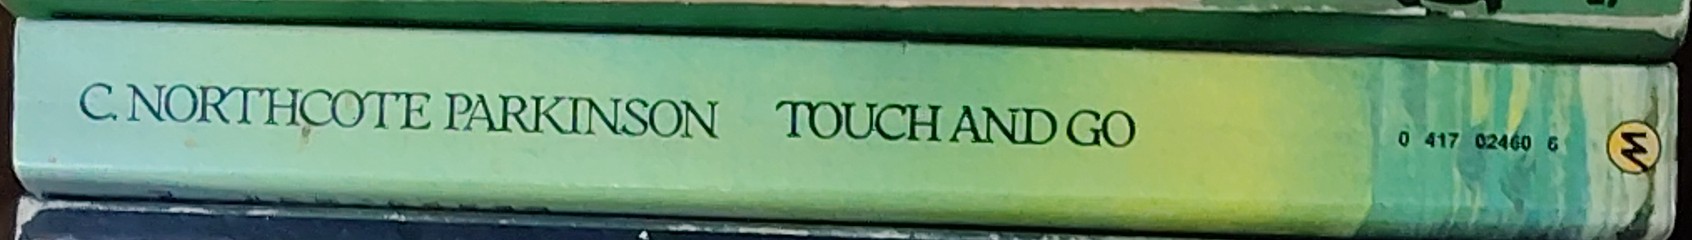 C. NORTHCOTE PARKINSON TOUCH AND GO 0 417 02460 6